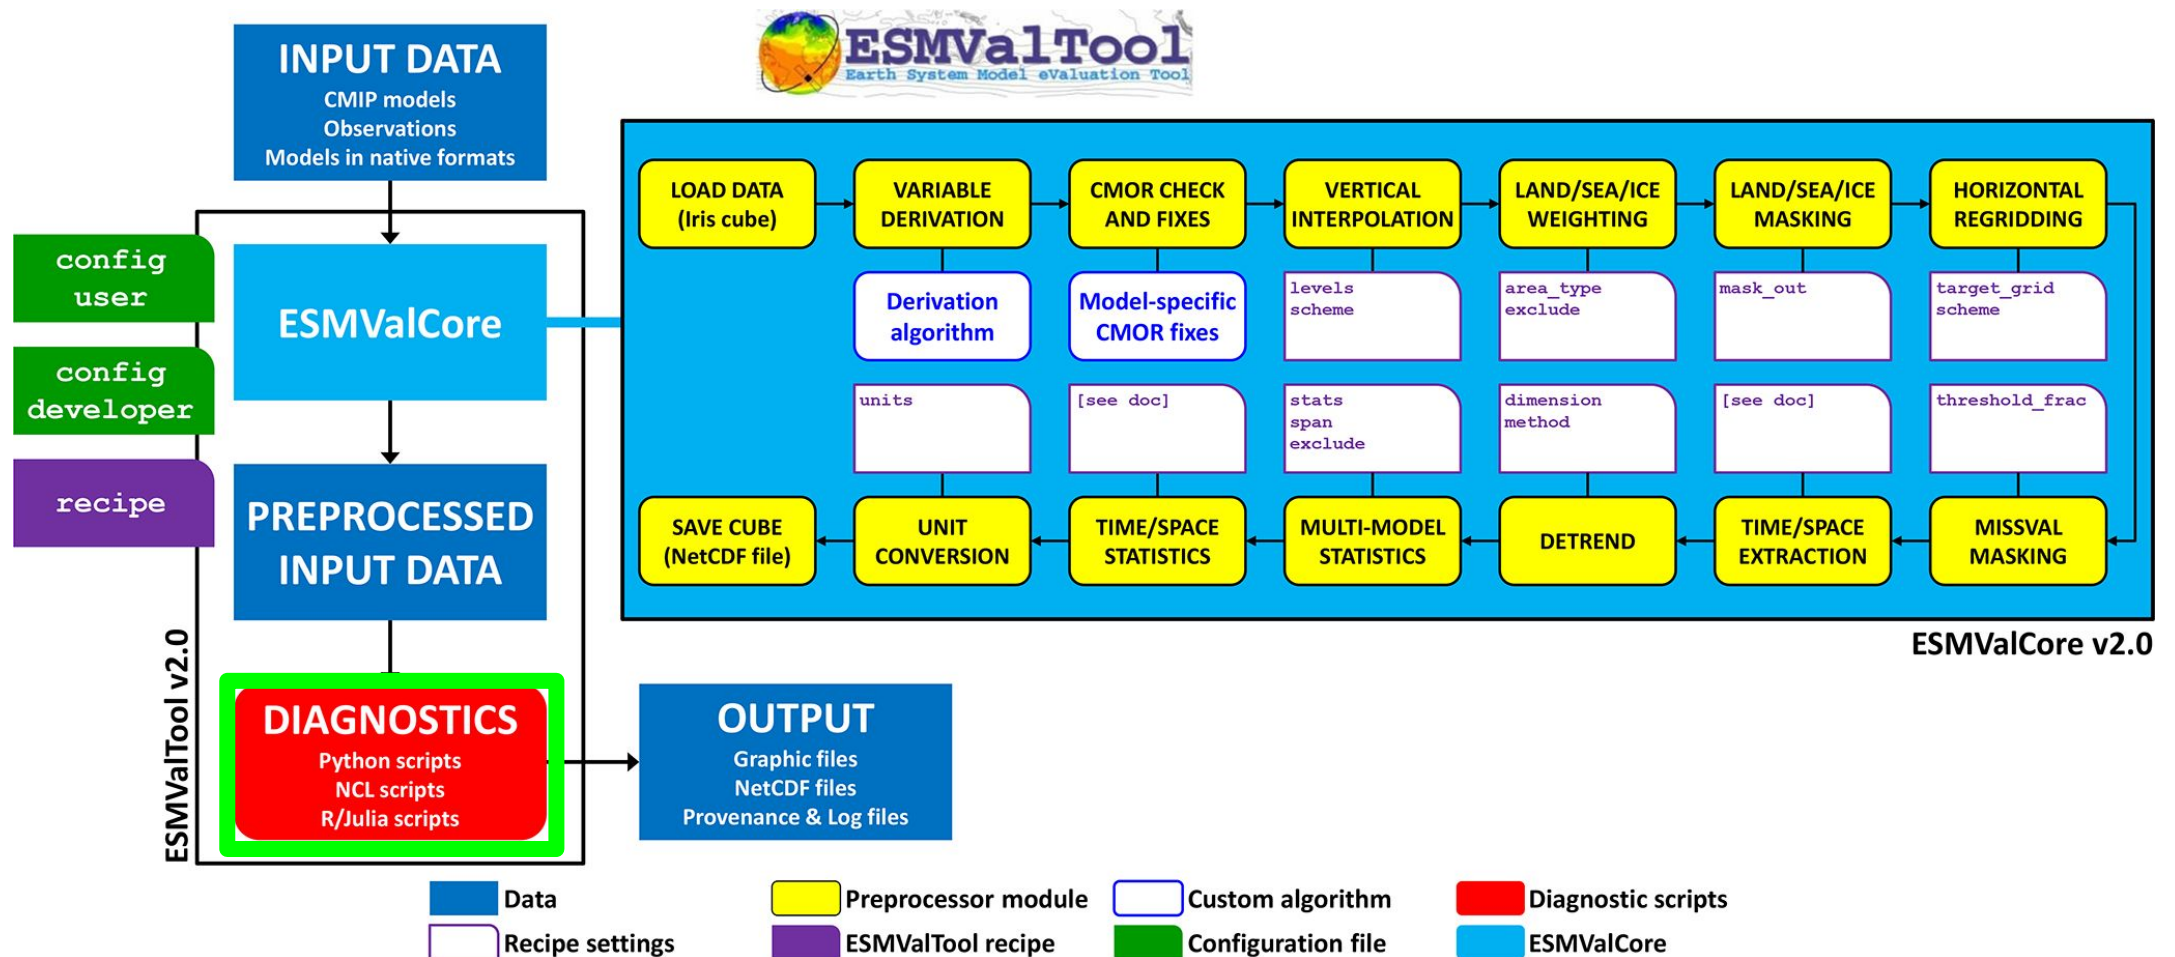 ESMValTool
Earth System Model eValuation Tool
INPUT DATA
CMIP models
Observations
Models in native formats
config
user
config
developer
recipe
ESMValCore
PREPROCESSED
INPUT DATA
DIAGNOSTICS
Python scripts
NCL scripts
R/Julia scripts
ESMValTool v2.0
OUTPUT
Graphic files
NetCDF files
Provenance & Log files
LOAD DATA
(Iris cube)
VARIABLE
DERIVATION
CMOR CHECK
AND FIXES
VERTICAL
INTERPOLATION
LAND/SEA/ICE
WEIGHTING
LAND/SEA/ICE
MASKING
HORIZONTAL
REGRIDDING
Derivation
algorithm
Model-specific
CMOR fixes
levels
scheme
area_type
exclude
mask_out
target_grid
scheme
units
[see doc]
stats
span
exclude
dimension
method
[see doc]
threshold_frac
SAVE CUBE
(NetCDF file)
UNIT
CONVERSION
TIME/SPACE
STATISTICS
MULTI-MODEL
STATISTICS
DETREND
TIME/SPACE
EXTRACTION
MISSVAL
MASKING
ESMValCore v2.0
Data
Preprocessor module
Custom algorithm
Diagnostic scripts
Recipe settings
ESMValTool recipe
Configuration file
ESMValCore